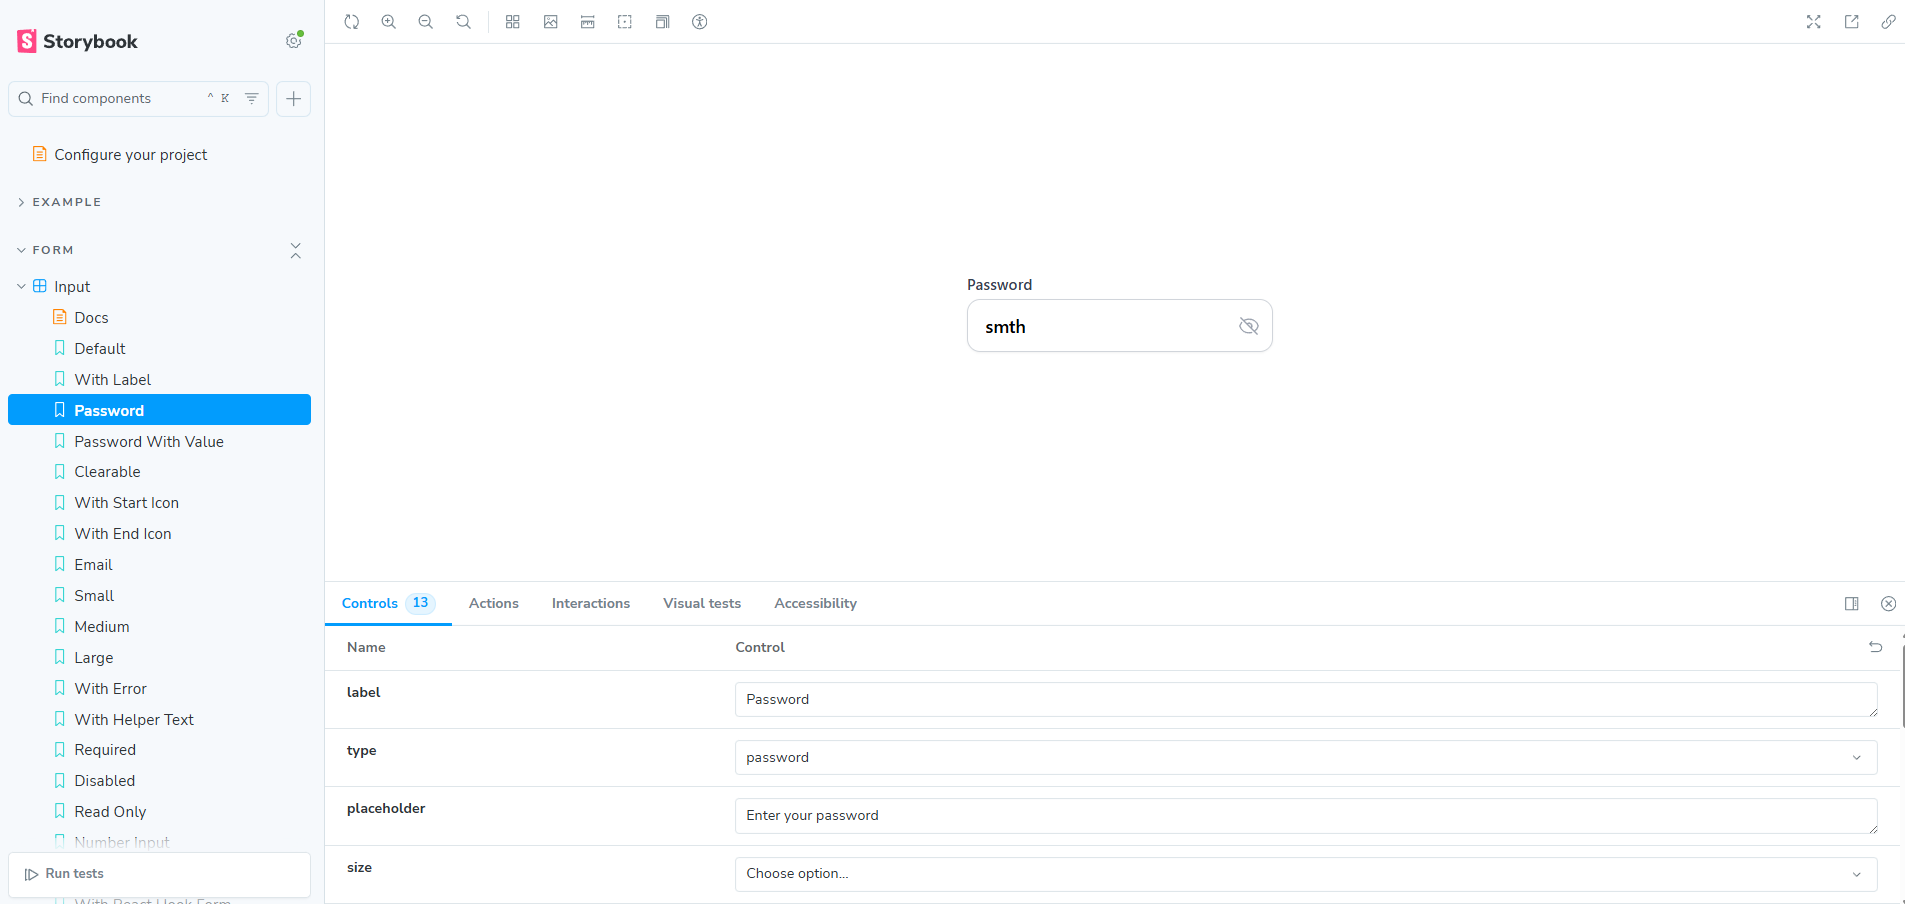 Storybook
Find components
^ K
Configure your project
EXAMPLE
FORM
Input
Docs
Default
With Label
Password
Password With Value
Clearable
With Start Icon
With End Icon
Email
Small
Medium
Large
With Error
With Helper Text
Required
Disabled
Read Only
Number Input
Run tests
With React Hook Form
Password
smth
Controls 13 Actions Interactions Visual tests Accessibility
Name Control
label Password
type password
placeholder Enter your password
size Choose option...